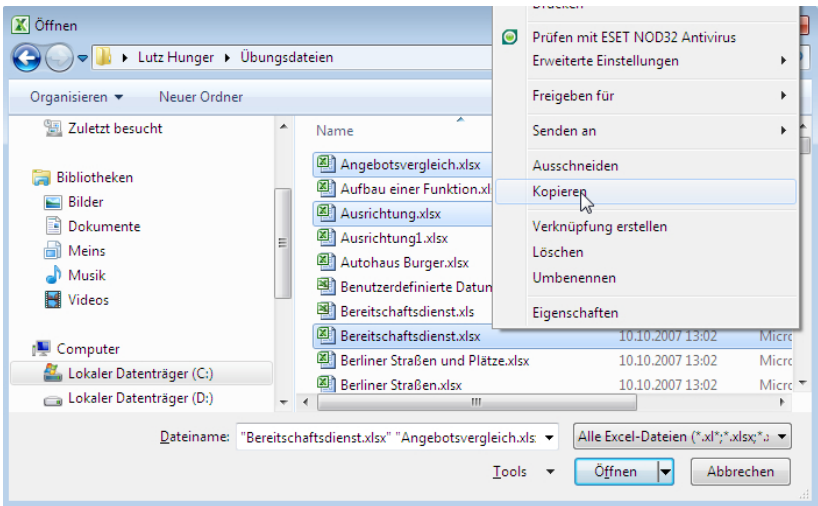 Öffnen
Drucken
Lutz Hunger Übungsdateien
Prüfen mit ESET NOD32 Antivirus
Erweiterte Einstellungen
Organisieren Neuer Ordner
Freigeben für
Senden an
Ausschneiden
Kopieren
Verknüpfung erstellen
Löschen
Umbenennen
Eigenschaften
Zuletzt besucht
Bibliotheken
Bilder
Dokumente
Meins
Musik
Videos
Computer
Lokaler Datenträger (C:)
Lokaler Datenträger (D:)
Name
Angebotsvergleich.xlsx
Aufbau einer Funktion.xl
Ausrichtung.xlsx
Ausrichtung1.xlsx
Autohaus Burger.xlsx
Benutzerdefinierte Datun
Bereitschaftsdienst.xls
Bereitschaftsdienst.xlsx 10.10.2007 13:02 Micro
Berliner Straßen und Plätze.xlsx 10.10.2007 13:02 Micro
Berliner Straßen.xlsx 10.10.2007 13:02 Micro
Dateiname: "Bereitschaftsdienst.xlsx" "Angebotsvergleich.xls: Alle Excel-Dateien (*.xl*;*.xlsx;*.:
Tools Öffnen Abbrechen